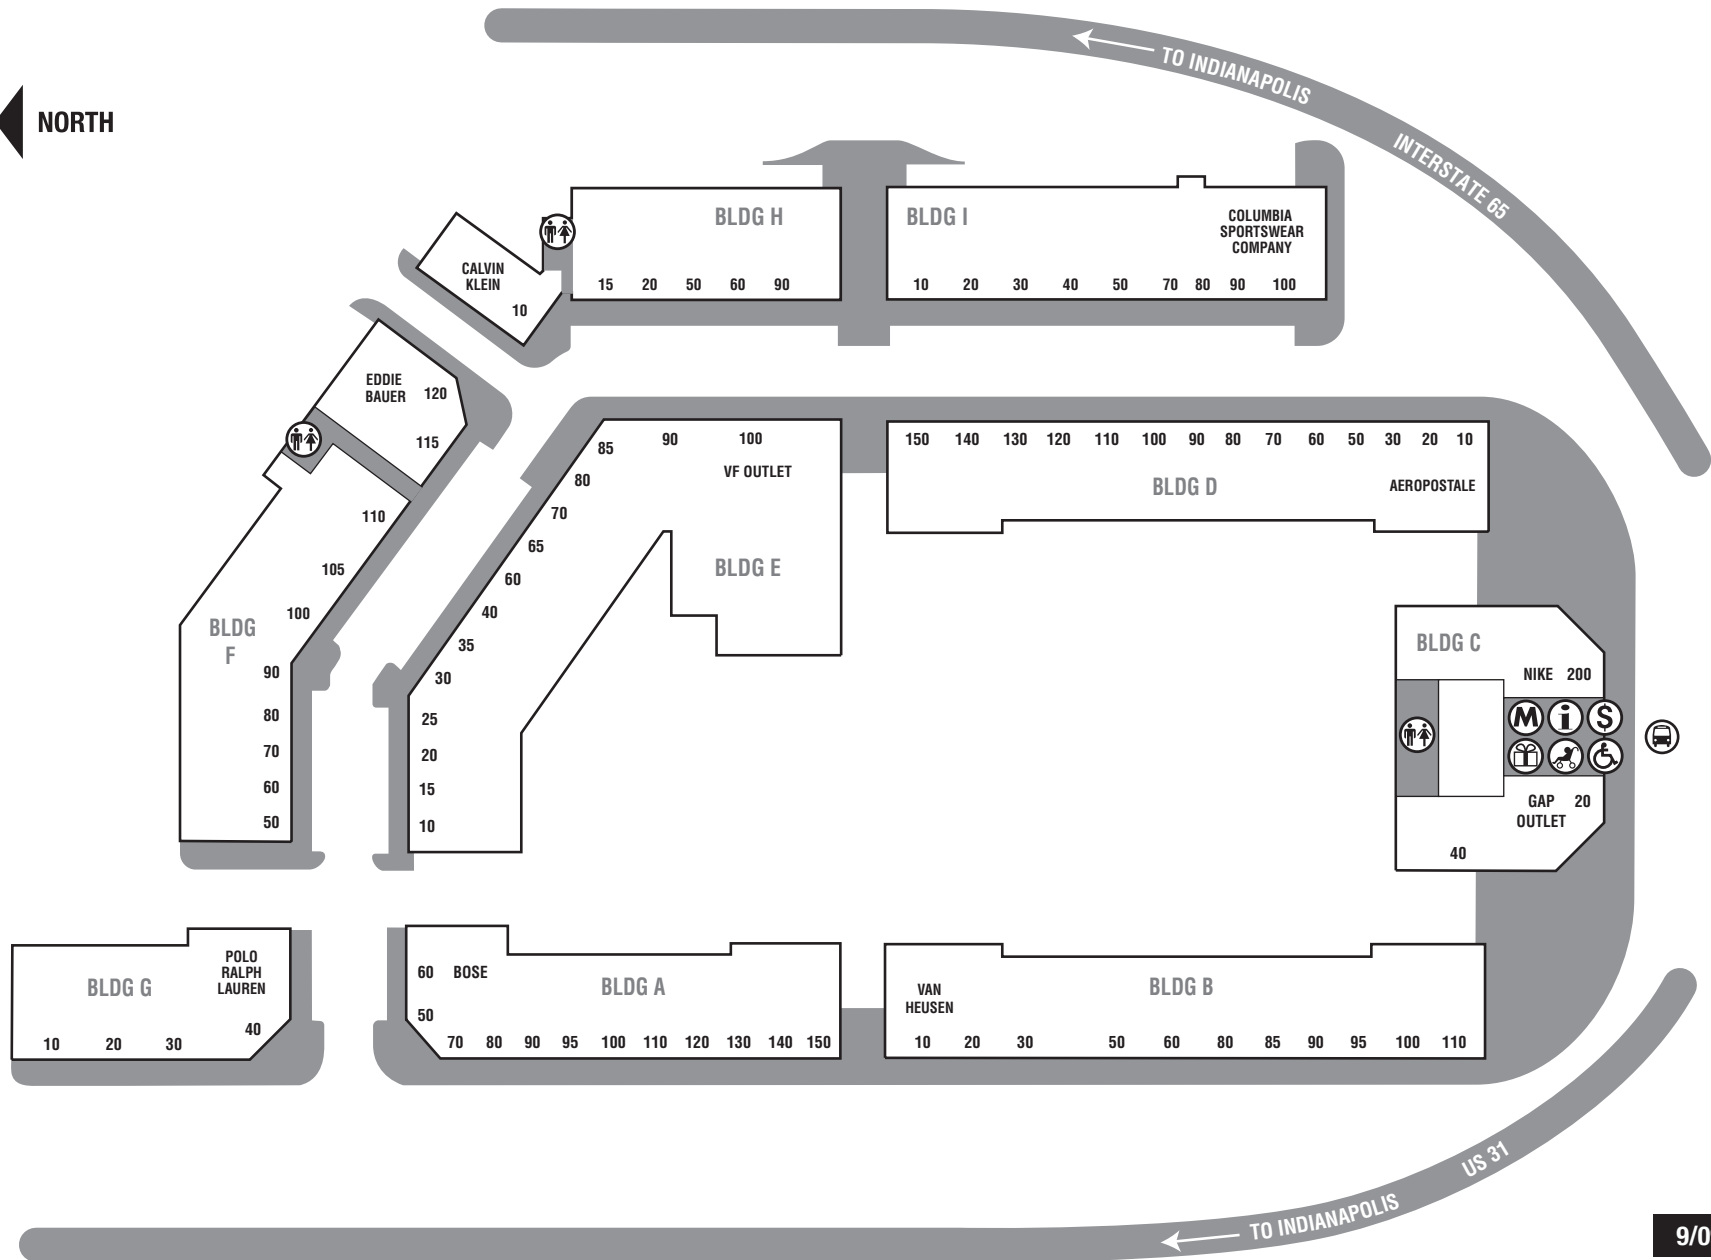 TO INDIANAPOLIS
INTERSTATE 65
NORTH
BLDG H
15 20 50 60 90
BLDG I
COLUMBIA
SPORTSWEAR
COMPANY
10 20 30 40 50 70 80 90 100
CALVIN
KLEIN
10
EDDIE
BAUER
120
115
110
105
100
BLDG
F
90
80
70
60
50
85
90
100
VF OUTLET
80
70
65
60
40
35
30
25
20
15
10
BLDG E
150 140 130 120 110 100 90 80 70 60 50 30 20 10
BLDG D
AEROPOSTALE
BLDG C
NIKE 200
M i $
GAP 20
OUTLET
40
BLDG G
POLO
RALPH
LAUREN
40
10 20 30
60 BOSE
BLDG A
50
70 80 90 95 100 110 120 130 140 150
VAN
HEUSEN
BLDG B
10 20 30 50 60 80 85 90 95 100 110
US 31
TO INDIANAPOLIS
9/0